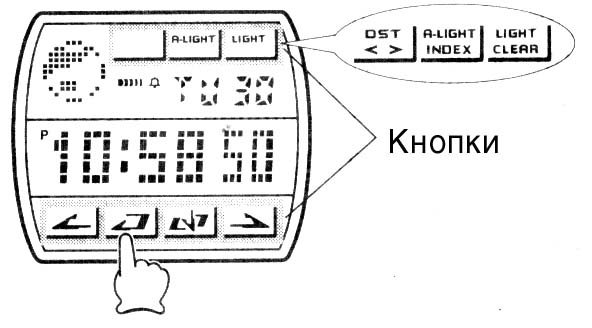 A-LIGHT LIGHT
TU 30
P 10:58 50
DST A-LIGHT LIGHT
< > INDEX CLEAR
Кнопки